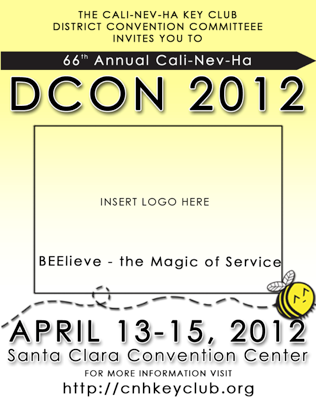 THE CALI-NEV-HA KEY CLUB
DISTRICT CONVENTION COMMITTEEE
INVITES YOU TO
66th Annual Cali-Nev-Ha
DCON 2012
INSERT LOGO HERE
BEElieve - the Magic of Service
APRIL 13-15, 2012
Santa Clara Convention Center
FOR MORE INFORMATION VISIT
http://cnhkeyclub.org